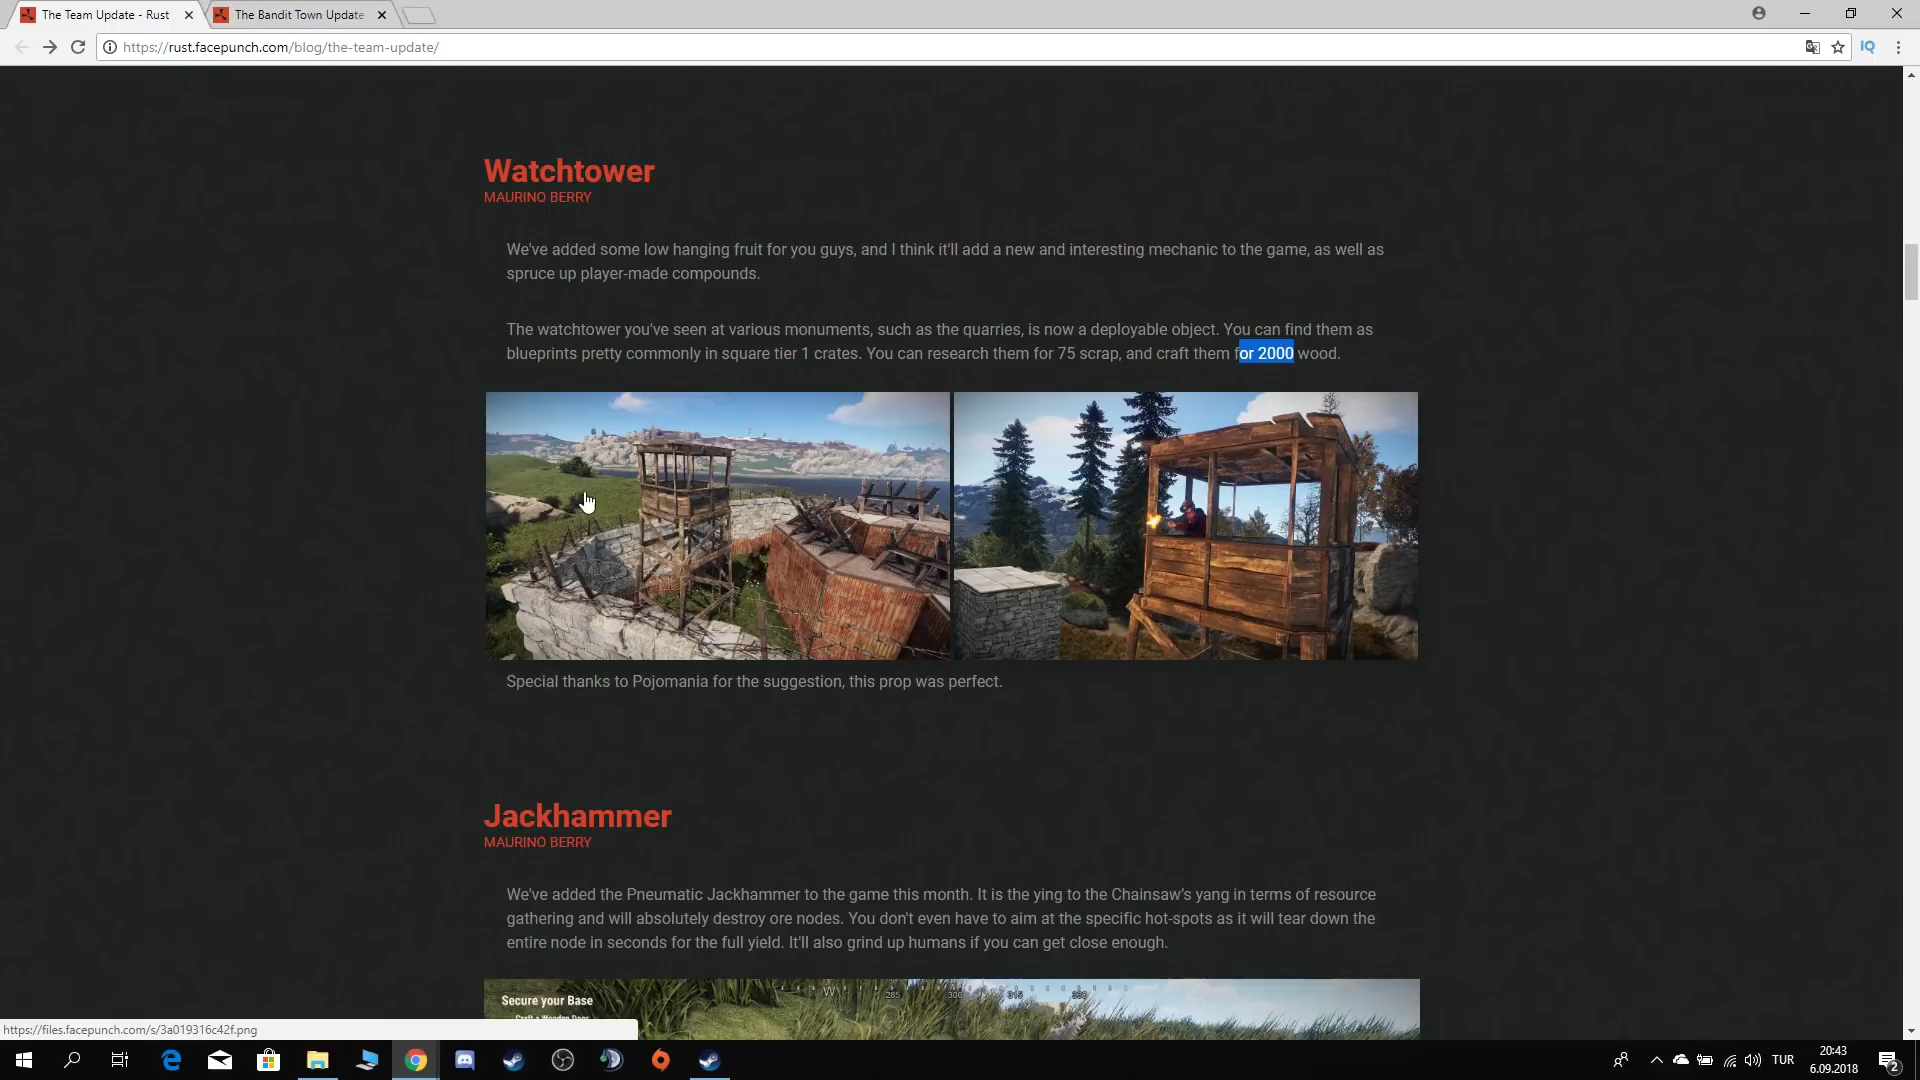 The Team Update - Rust
The Bandit Town Update
https://rust.facepunch.com/blog/the-team-update/
IQ
Watchtower
MAURINO BERRY
We've added some low hanging fruit for you guys, and I think it'll add a new and interesting mechanic to the game, as well as
spruce up player-made compounds.
The watchtower you've seen at various monuments, such as the quarries, is now a deployable object. You can find them as
blueprints pretty commonly in square tier 1 crates. You can research them for 75 scrap, and craft them for 2000 wood.
Special thanks to Pojomania for the suggestion, this prop was perfect.
Jackhammer
MAURINO BERRY
We've added the Pneumatic Jackhammer to the game this month. It is the ying to the Chainsaw's yang in terms of resource
gathering and will absolutely destroy ore nodes. You don't even have to aim at the specific hot-spots as it will tear down the
entire node in seconds for the full yield. It'll also grind up humans if you can get close enough.
W 285 300 315 330
Secure your Base
Craft a Wooden Door
https://files.facepunch.com/s/3a019316c42f.png
TUR
20:43
6.09.2018
2